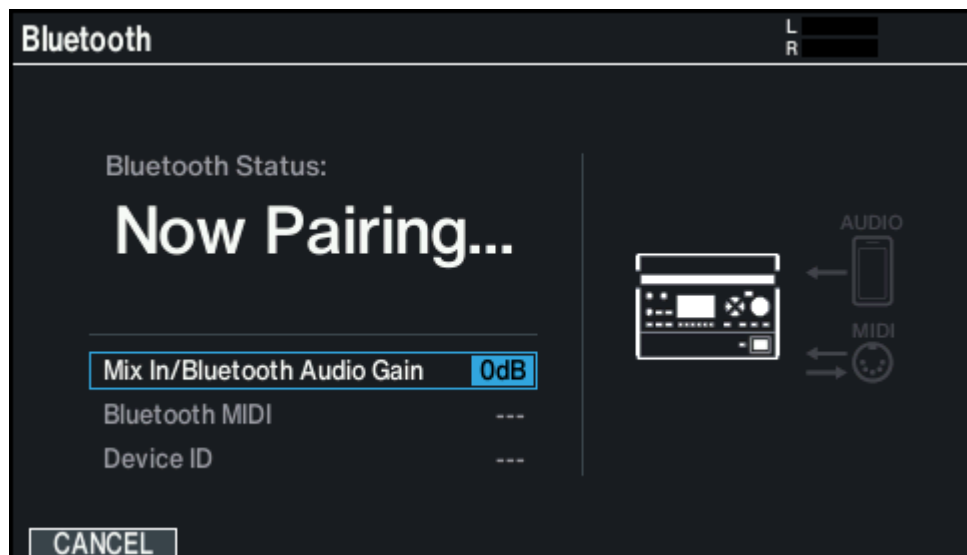 Bluetooth
L
R
Bluetooth Status:
Now Pairing...
AUDIO
MIDI
Mix In/Bluetooth Audio Gain 0dB
Bluetooth MIDI ---
Device ID ---
CANCEL